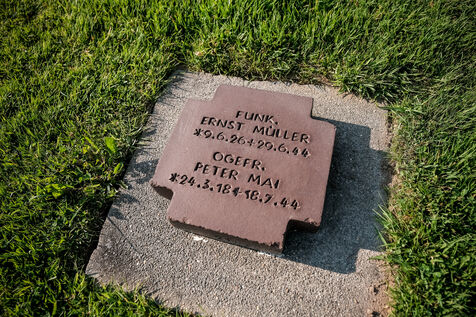 FUNK.
ERNST MÜLLER
*9.6.26+29.6.44
OGEFR.
PETER MAI
*24.3.18+18.7.44